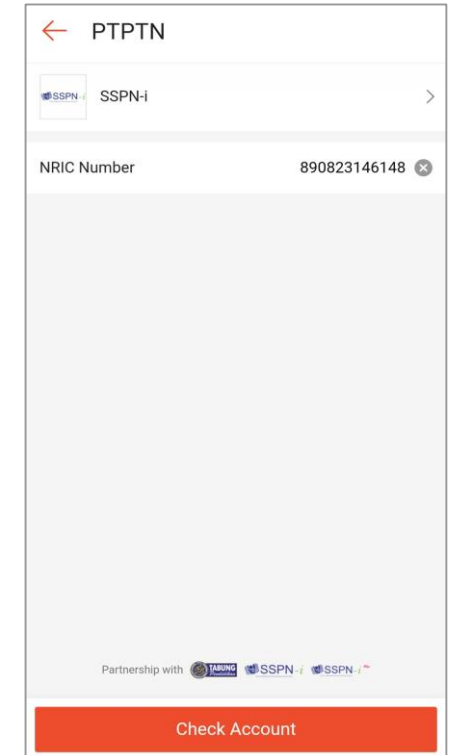 PTPTN
SSPN-i
SSPN-i
NRIC Number 890823146148
Partnership with TABUNG SSPN-i SSPN-i
Check Account